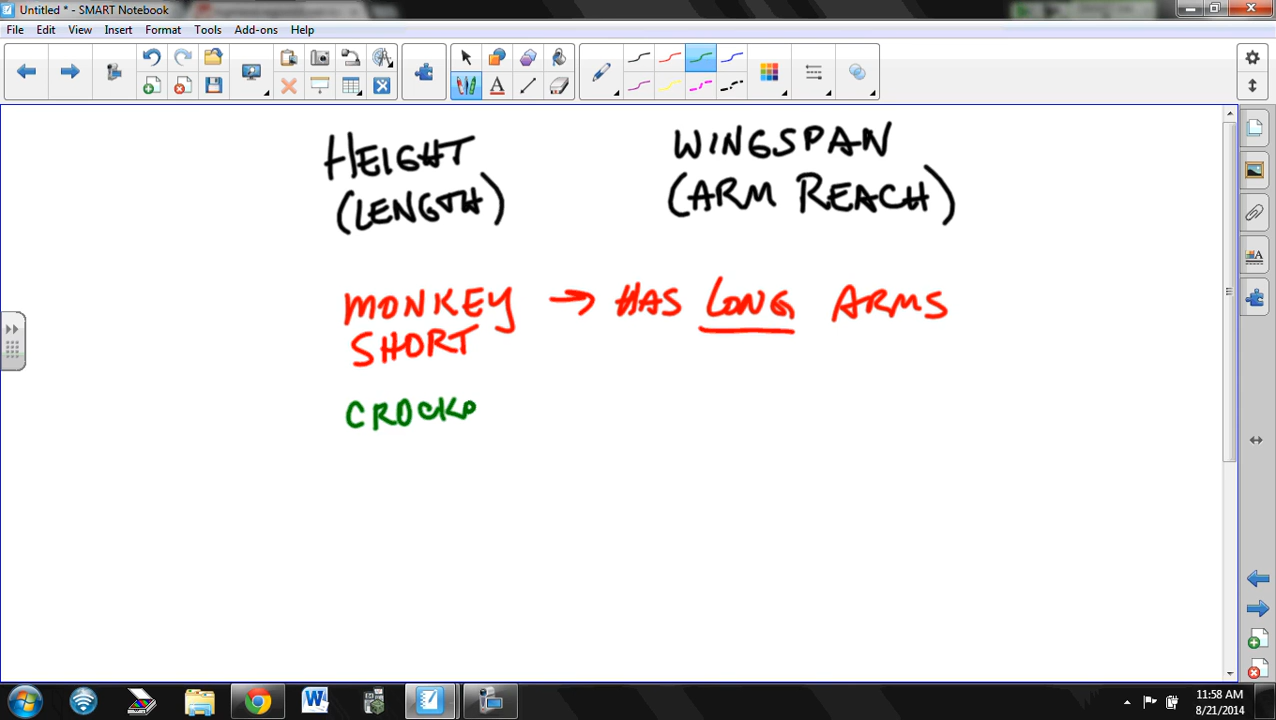 Untitled * - SMART Notebook
File Edit View Insert Format Tools Add-ons Help
HEIGHT WINGSPAN
(LENGTH) (ARM REACH)
MONKEY → HAS LONG ARMS
SHORT
CROCK
11:58 AM
8/21/2014